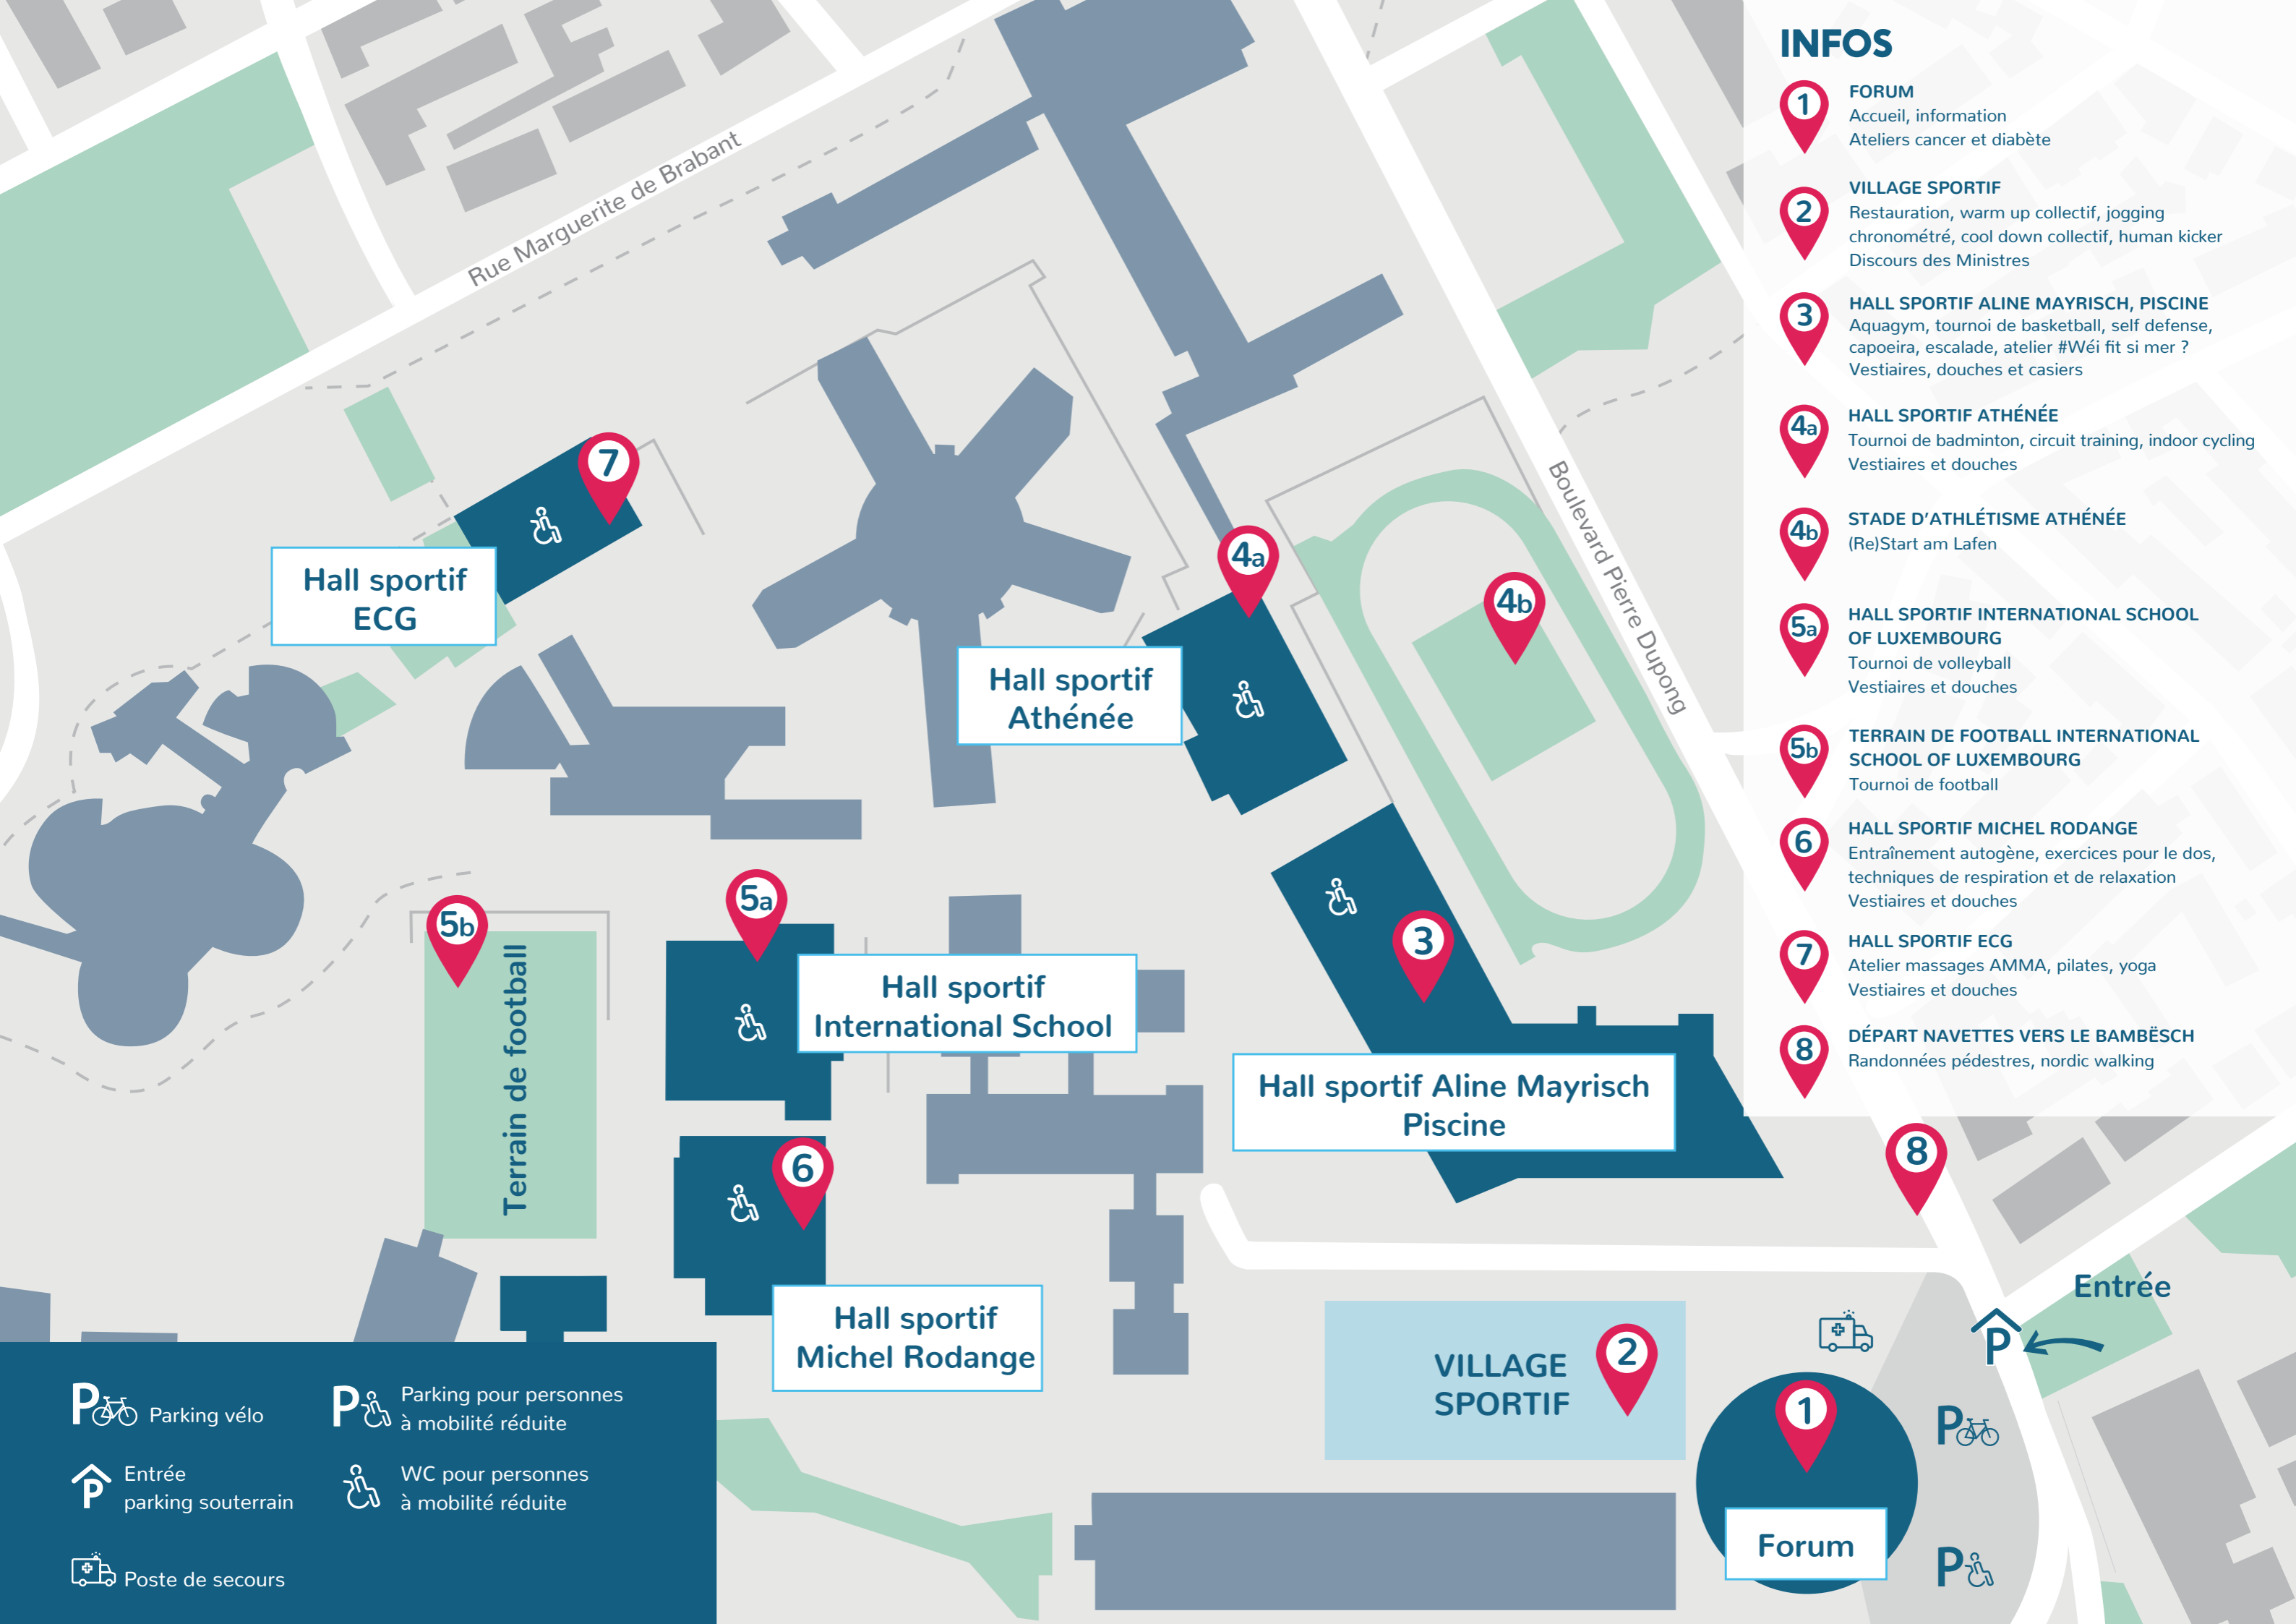 INFOS
1
FORUM
Accueil, information
Ateliers cancer et diabète
2
VILLAGE SPORTIF
Restauration, warm up collectif, jogging
chronométré, cool down collectif, human kicker
Discours des Ministres
3
HALL SPORTIF ALINE MAYRISCH, PISCINE
Aquagym, tournoi de basketball, self defense,
capoeira, escalade, atelier #Wéi fit si mer ?
Vestiaires, douches et casiers
4a
HALL SPORTIF ATHÉNÉE
Tournoi de badminton, circuit training, indoor cycling
Vestiaires et douches
4b
STADE D'ATHLÉTISME ATHÉNÉE
(Re)Start am Lafen
5a
HALL SPORTIF INTERNATIONAL SCHOOL
OF LUXEMBOURG
Tournoi de volleyball
Vestiaires et douches
5b
TERRAIN DE FOOTBALL INTERNATIONAL
SCHOOL OF LUXEMBOURG
Tournoi de football
6
HALL SPORTIF MICHEL RODANGE
Entraînement autogène, exercices pour le dos,
techniques de respiration et de relaxation
Vestiaires et douches
7
HALL SPORTIF ECG
Atelier massages AMMA, pilates, yoga
Vestiaires et douches
8
DÉPART NAVETTES VERS LE BAMBËSCH
Randonnées pédestres, nordic walking
Rue Marguerite de Brabant
Boulevard Pierre Dupong
7
Hall sportif
ECG
4a
Hall sportif
Athénée
4b
5b
Terrain de football
5a
Hall sportif
International School
3
Hall sportif Aline Mayrisch
Piscine
6
Hall sportif
Michel Rodange
8
Entrée
P
VILLAGE
SPORTIF
2
1
Forum
P
P
P Parking vélo
P Parking pour personnes
à mobilité réduite
P Entrée
parking souterrain
WC pour personnes
à mobilité réduite
Poste de secours